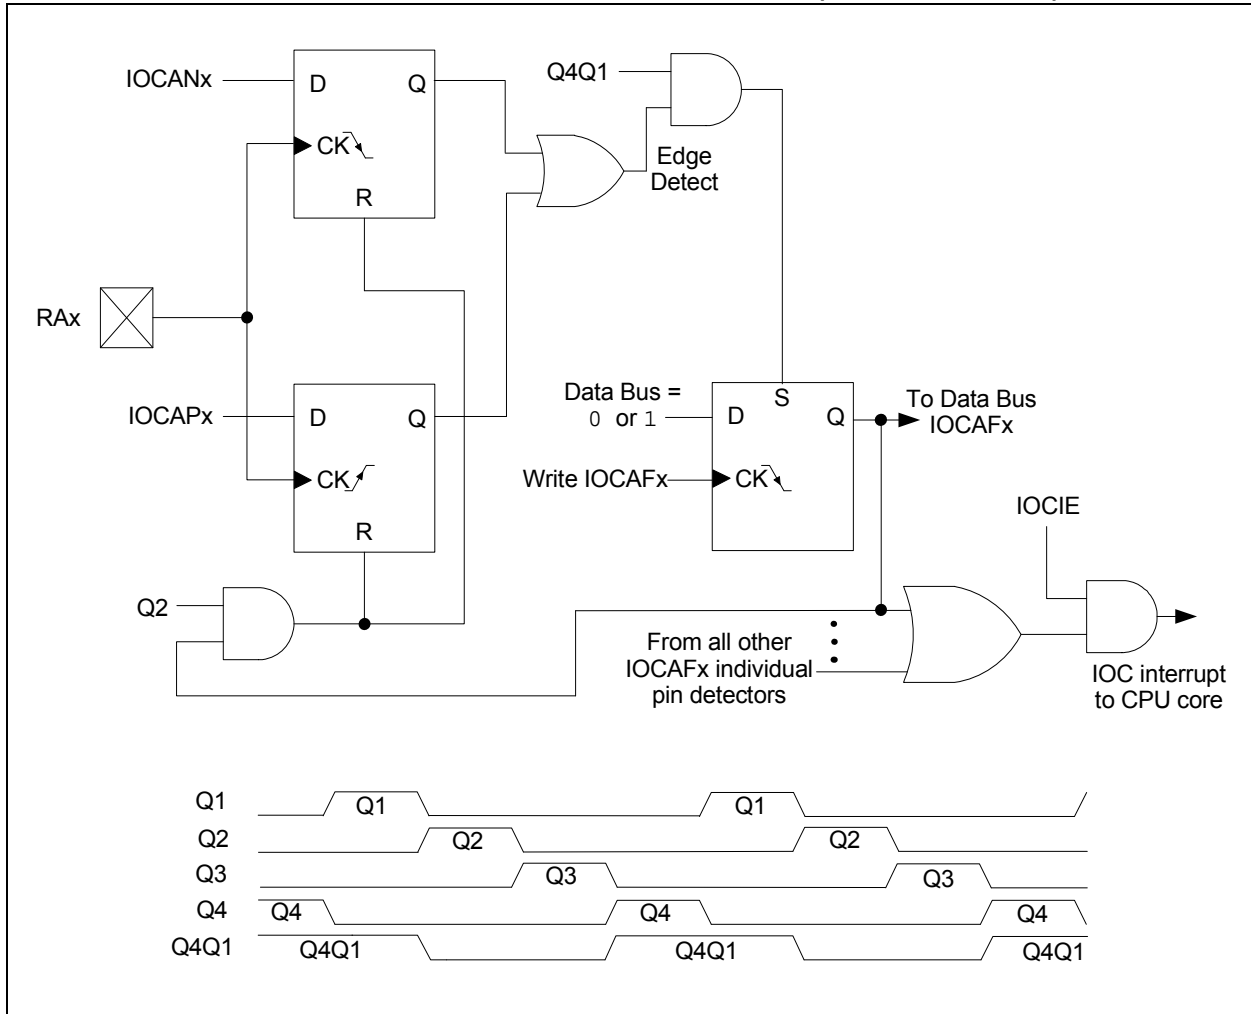 IOCANx
D
Q
CK
R
Q4Q1
Edge
Detect
RAx
IOCAPx
D
Q
CK
R
Data Bus =
0 or 1
D
S
Q
To Data Bus
IOCAFx
Write IOCAFx
CK
IOCIE
Q2
From all other
IOCAFx individual
pin detectors
IOC interrupt
to CPU core
Q1 Q1 Q1
Q2 Q2 Q2
Q3 Q3 Q3
Q4 Q4 Q4 Q4
Q4Q1 Q4Q1 Q4Q1 Q4Q1